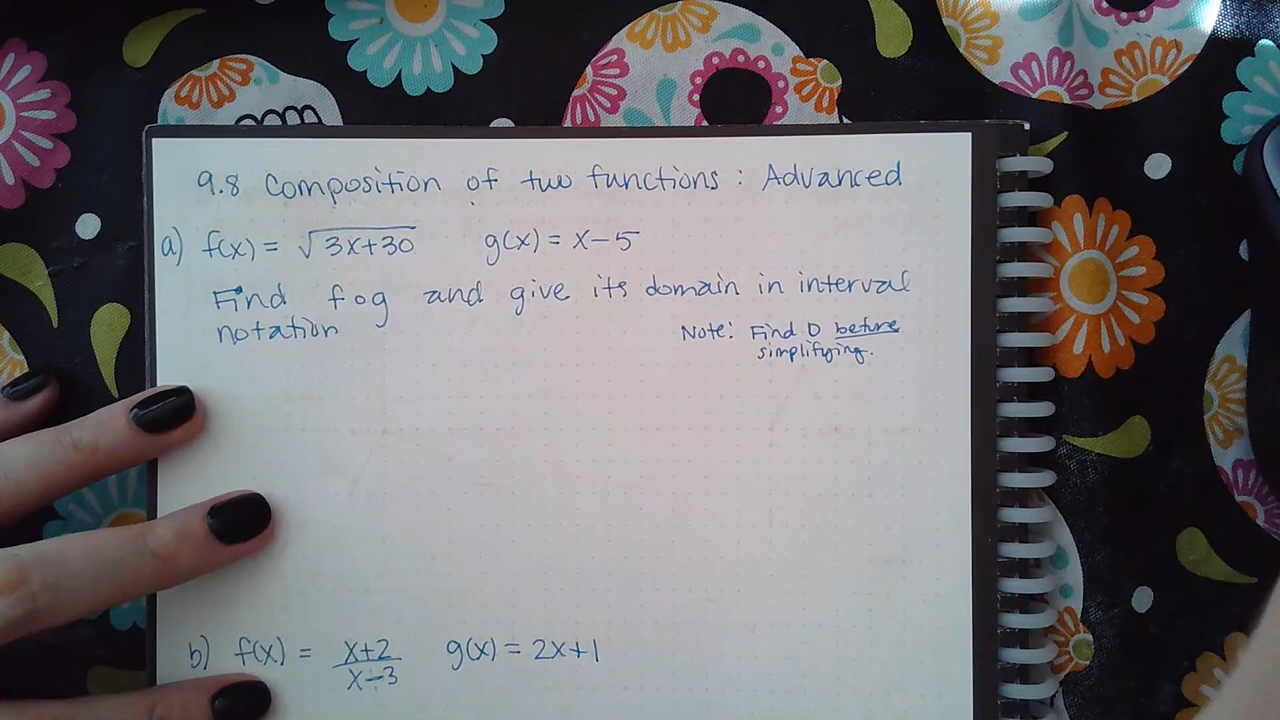 9.8 Composition of two functions : Advanced
a) f(x) = √3x+30 g(x) = x-5
Find fog and give its domain in interval
notation
Note: Find D before
simplifying.
b) f(x) = x+2/x-3 g(x) = 2x+1